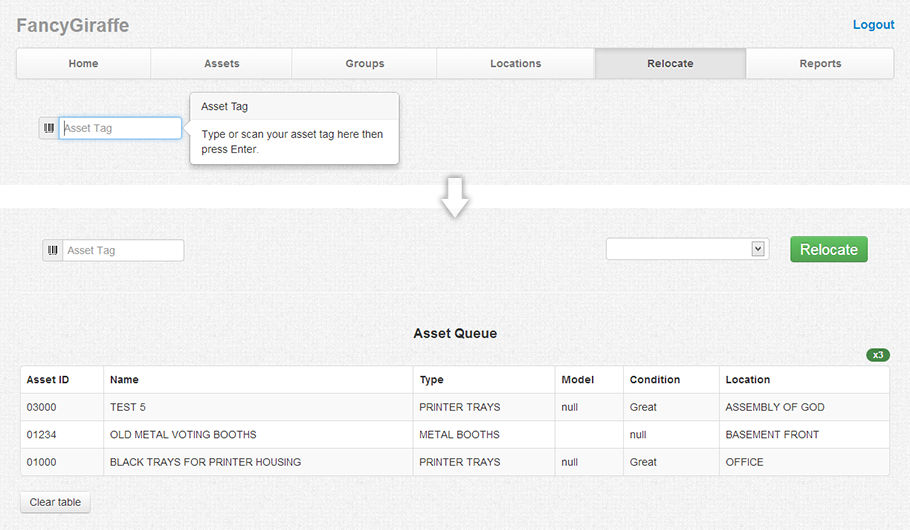 FancyGiraffe
Logout
Home Assets Groups Locations Relocate Reports
Asset Tag
Asset Tag
Type or scan your asset tag here then
press Enter.
Asset Tag
Relocate
Asset Queue
x3
Asset ID Name Type Model Condition Location
03000 TEST 5 PRINTER TRAYS null Great ASSEMBLY OF GOD
01234 OLD METAL VOTING BOOTHS METAL BOOTHS null BASEMENT FRONT
01000 BLACK TRAYS FOR PRINTER HOUSING PRINTER TRAYS null Great OFFICE
Clear table